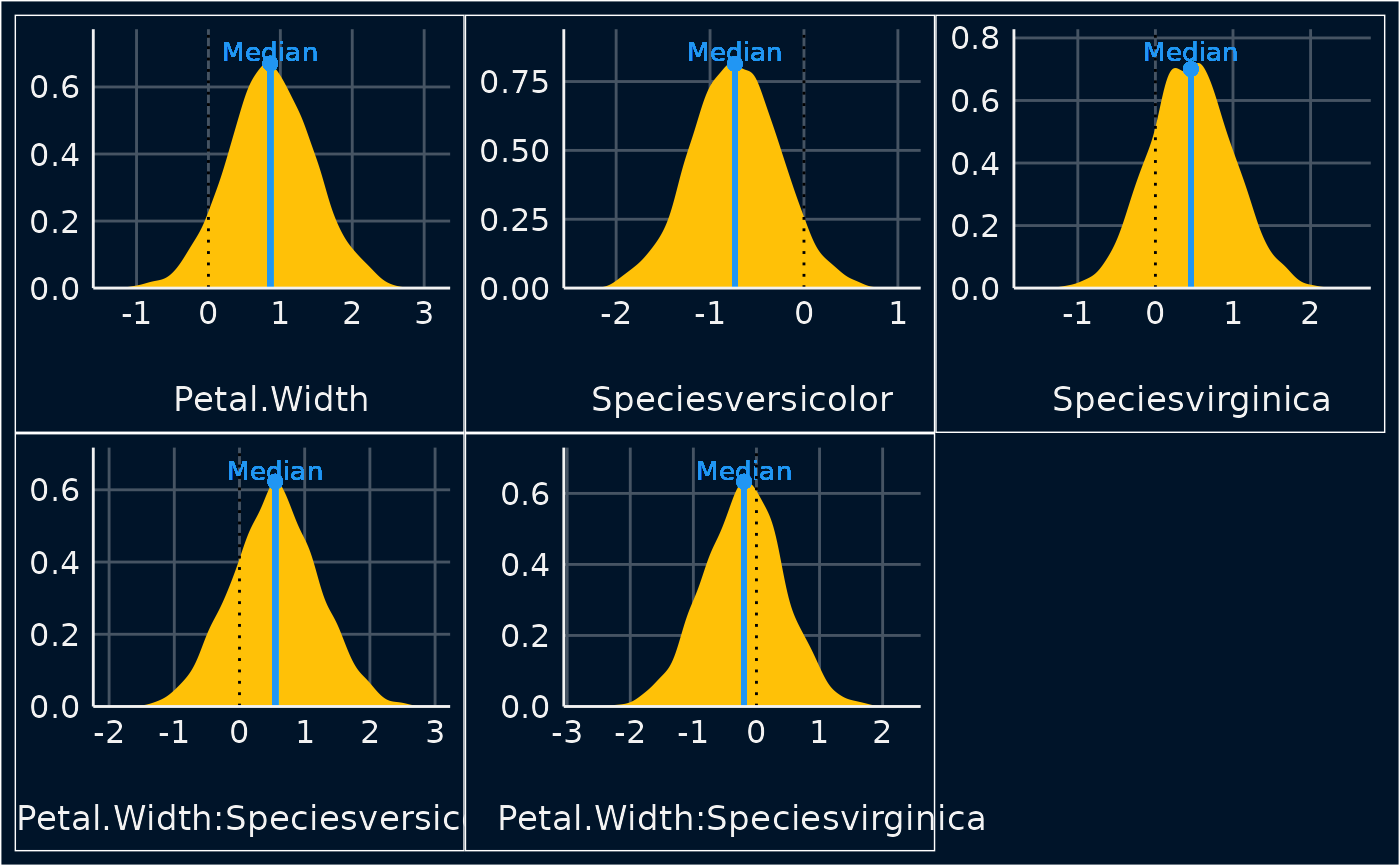 Median
0.6
0.4
0.2
0.0
-1 0 1 2 3
Petal.Width
Median
0.75
0.50
0.25
0.00
-2 -1 0 1
Speciesversicolor
0.8
Median
0.6
0.4
0.2
0.0
-1 0 1 2
Speciesvirginica
Median
0.6
0.4
0.2
0.0
-2 -1 0 1 2 3
Petal.Width:Speciesversic
Median
0.6
0.4
0.2
0.0
-3 -2 -1 0 1 2
Petal.Width:Speciesvirginica